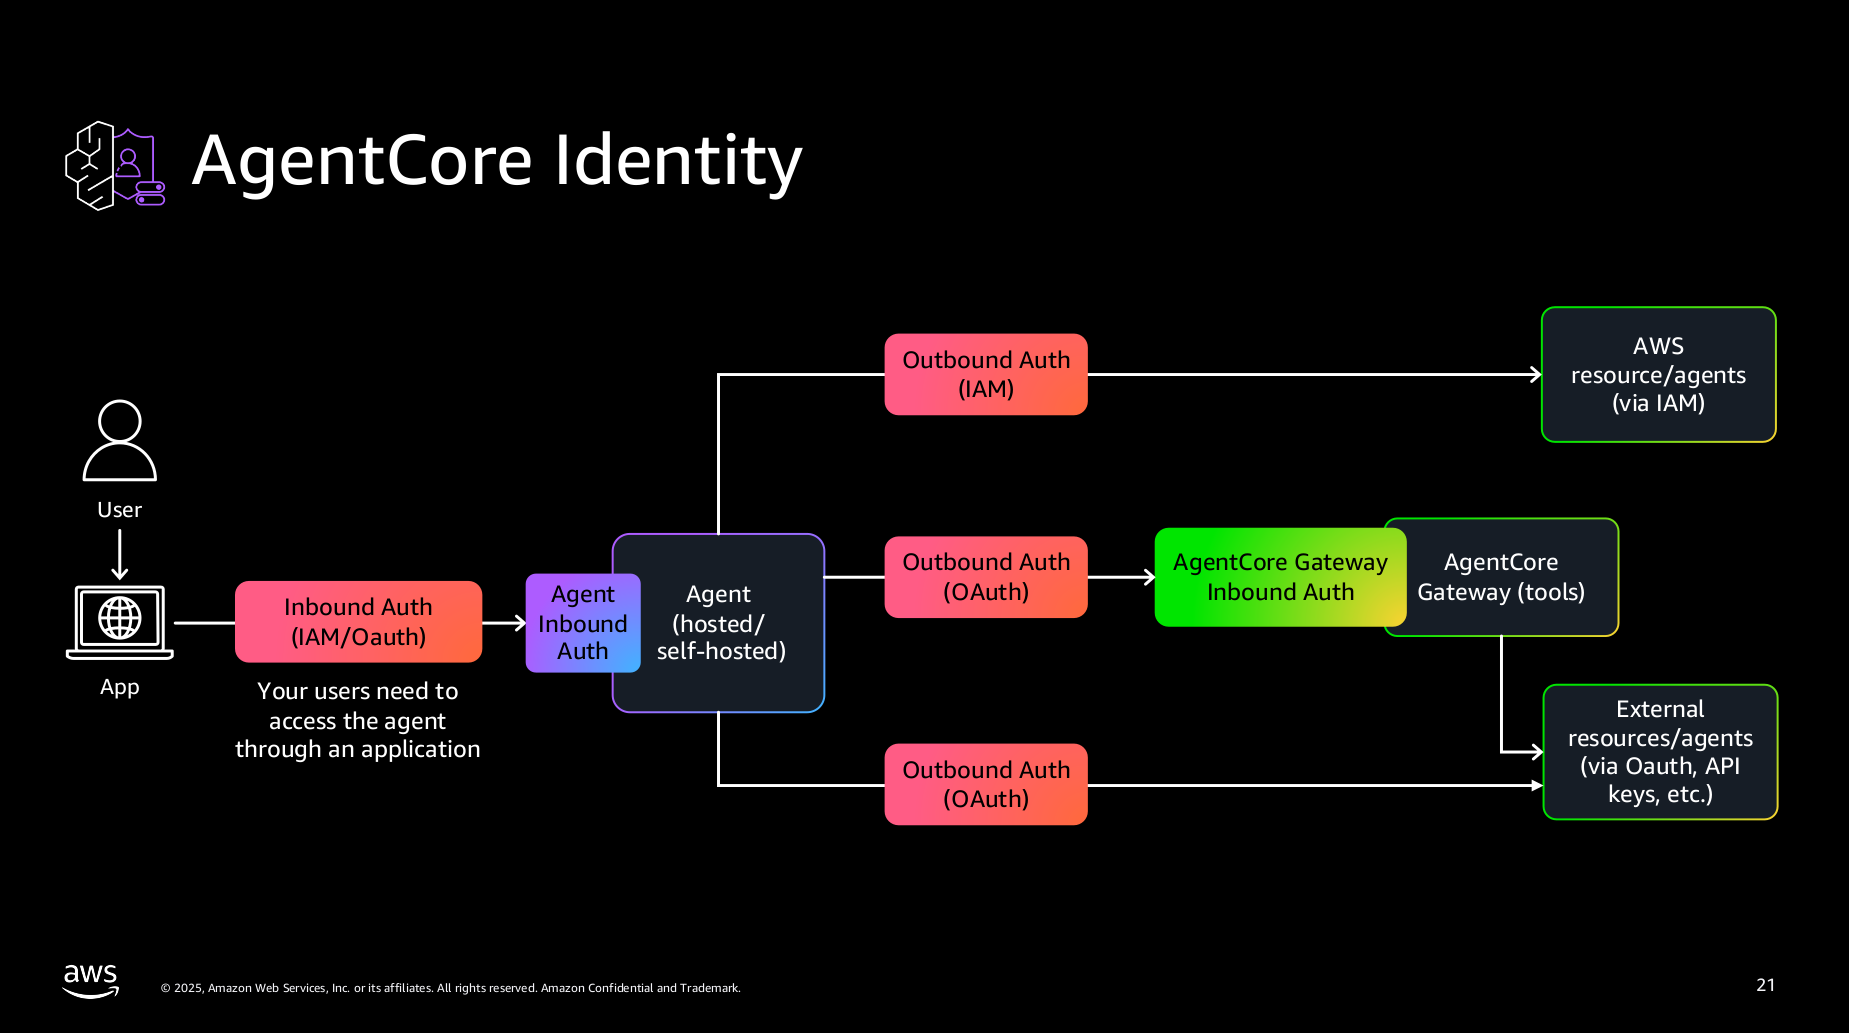 AgentCore Identity
User
App
Inbound Auth
(IAM/Oauth)
Your users need to
access the agent
through an application
Agent
Inbound
Auth
Agent
(hosted/
self-hosted)
Outbound Auth
(IAM)
AWS
resource/agents
(via IAM)
Outbound Auth
(OAuth)
AgentCore Gateway
Inbound Auth
AgentCore
Gateway (tools)
Outbound Auth
(OAuth)
External
resources/agents
(via Oauth, API
keys, etc.)
aws
© 2025, Amazon Web Services, Inc. or its affiliates. All rights reserved. Amazon Confidential and Trademark.
21